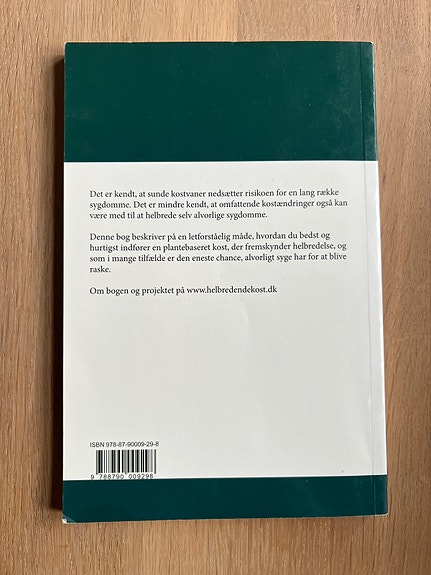 Det er kendt, at sunde kostvaner nedsætter risikoen for en lang række
sygdomme. Det er mindre kendt, at omfattende kostændringer også kan
være med til at helbrede selv alvorlige sygdomme.
Denne bog beskriver på en letforståelig måde, hvordan du bedst og
hurtigst indfører en plantebaseret kost, der fremskynder helbredelse, og
som i mange tilfælde er den eneste chance, alvorligt syge har for at blive
raske.
Om bogen og projektet på www.helbredendekost.dk
ISBN 978-87-90009-29-8
9 788790 009298